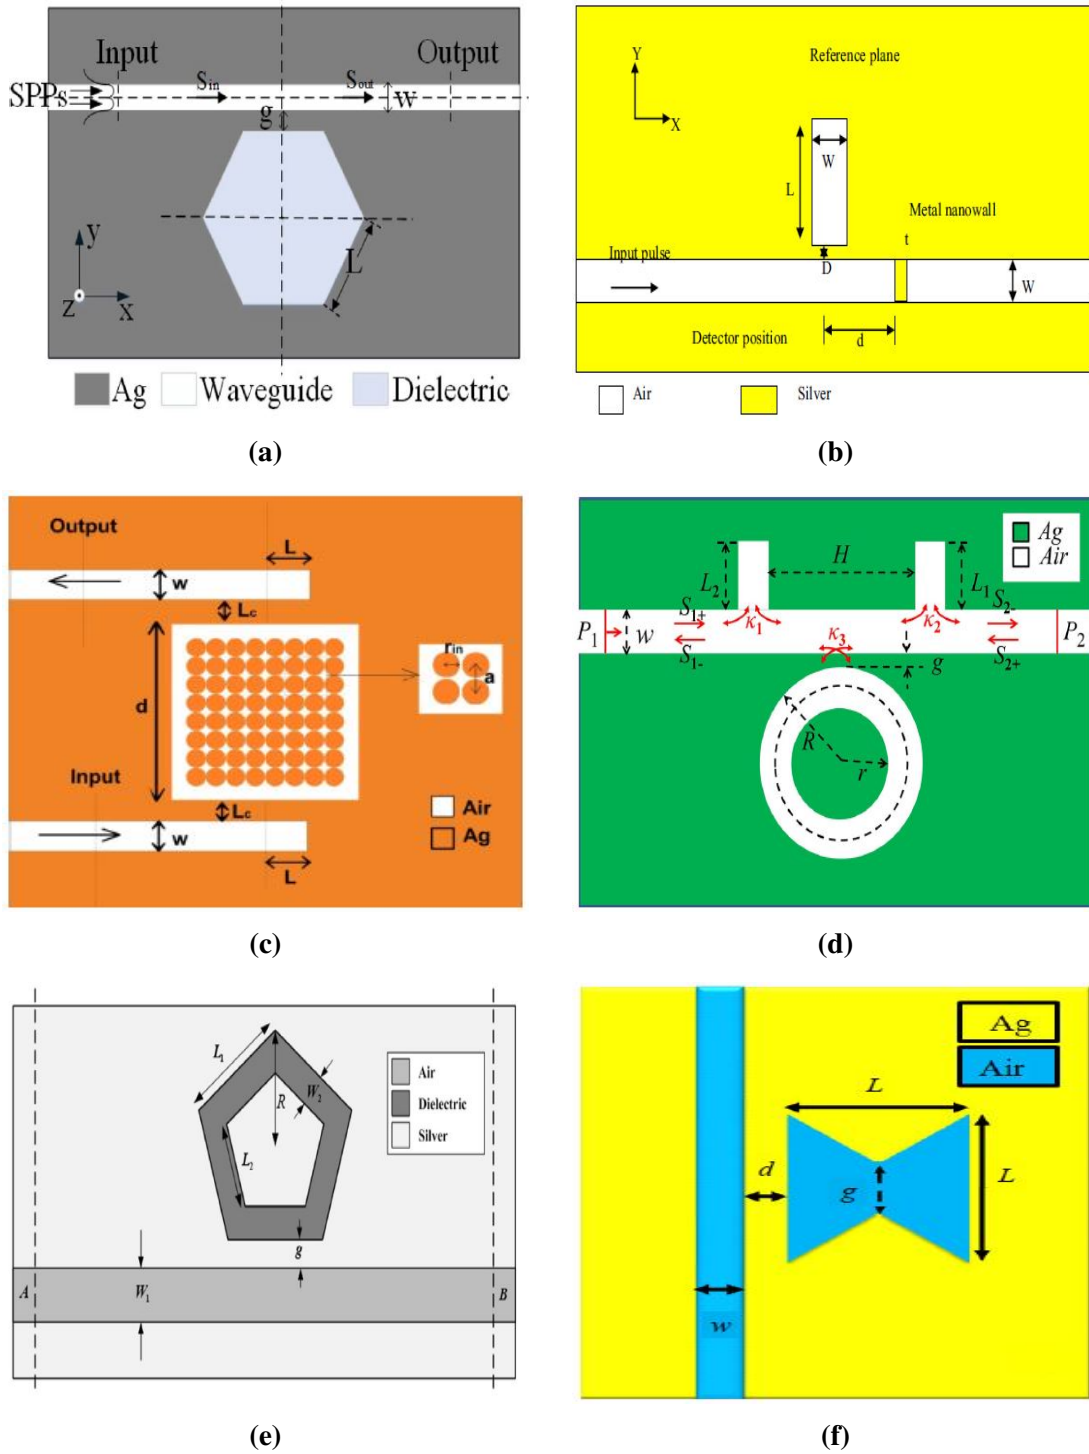 Input
Output
SPPs
Sin
Sout
w
g
L
y
z
x
Ag
Waveguide
Dielectric
(a)
Y
X
Reference plane
W
L
Metal nanowall
t
Input pulse
D
W
Detector position
d
Air
Silver
(b)
Output
L
w
Lc
rin
a
d
Input
Lc
w
L
Air
Ag
(c)
Ag
Air
H
L2
L1
S1+
S2-
κ1
κ2
P1
w
κ3
P2
S1-
S2+
g
R
r
(d)
L1
W2
R
L2
Air
Dielectric
Silver
g
A
W1
B
(e)
Ag
Air
L
d
g
L
w
(f)